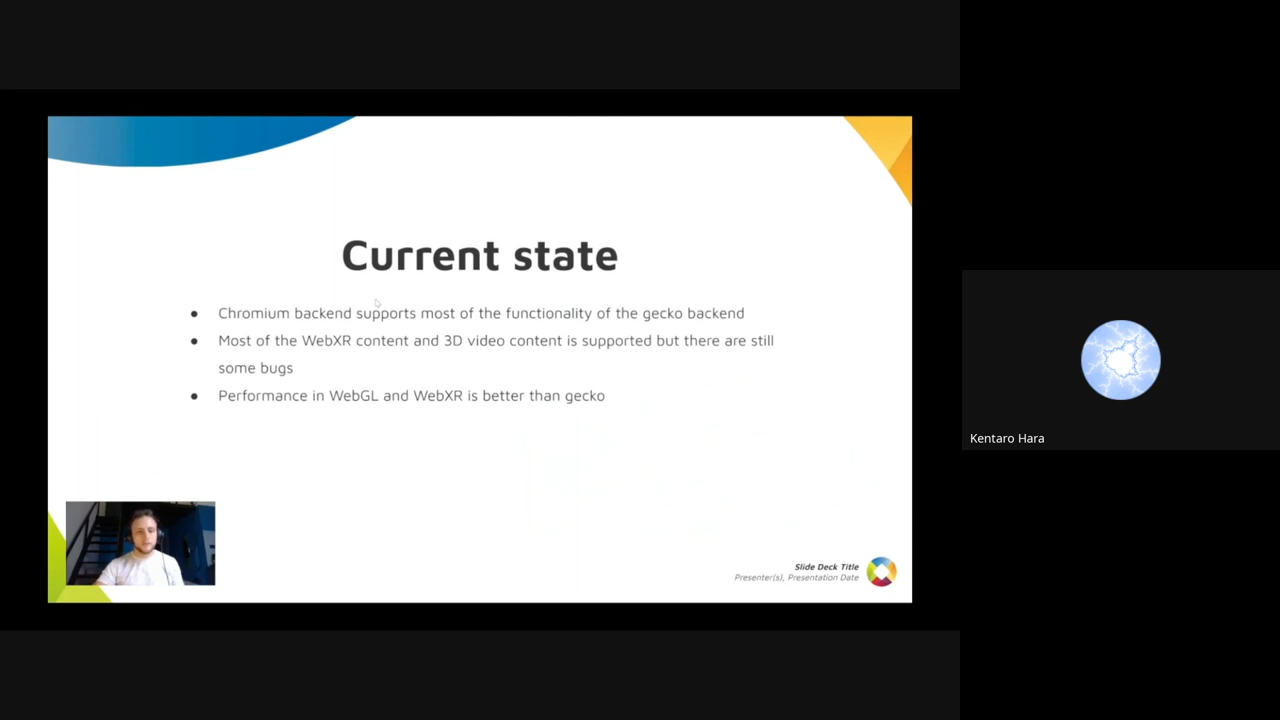 Current state
● Chromium backend supports most of the functionality of the gecko backend
● Most of the WebXR content and 3D video content is supported but there are still
some bugs
● Performance in WebGL and WebXR is better than gecko
Slide Deck Title
Presenter(s), Presentation Date
Kentaro Hara